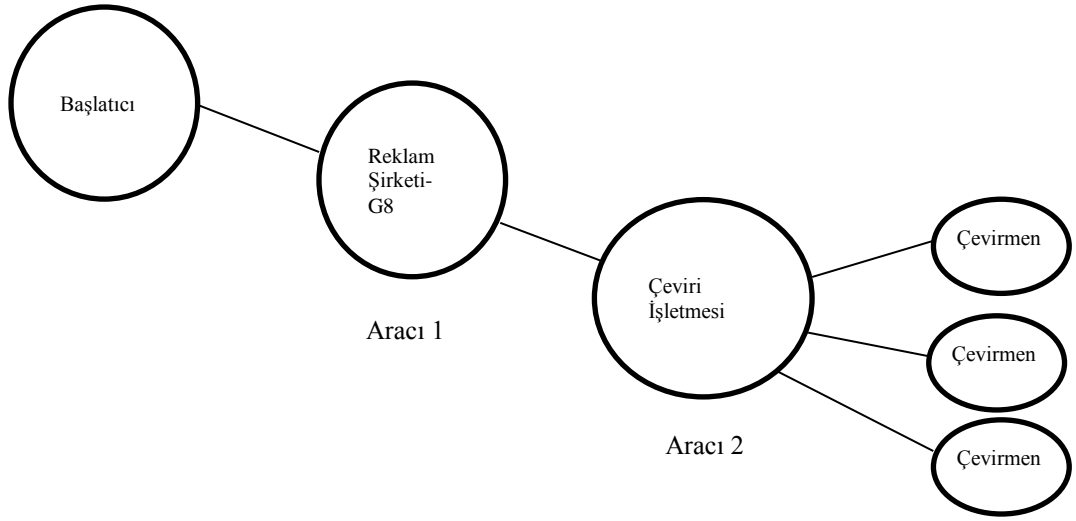 Başlatıcı
Reklam
Şirketi-
G8
Aracı 1
Çeviri
İşletmesi
Aracı 2
Çevirmen
Çevirmen
Çevirmen